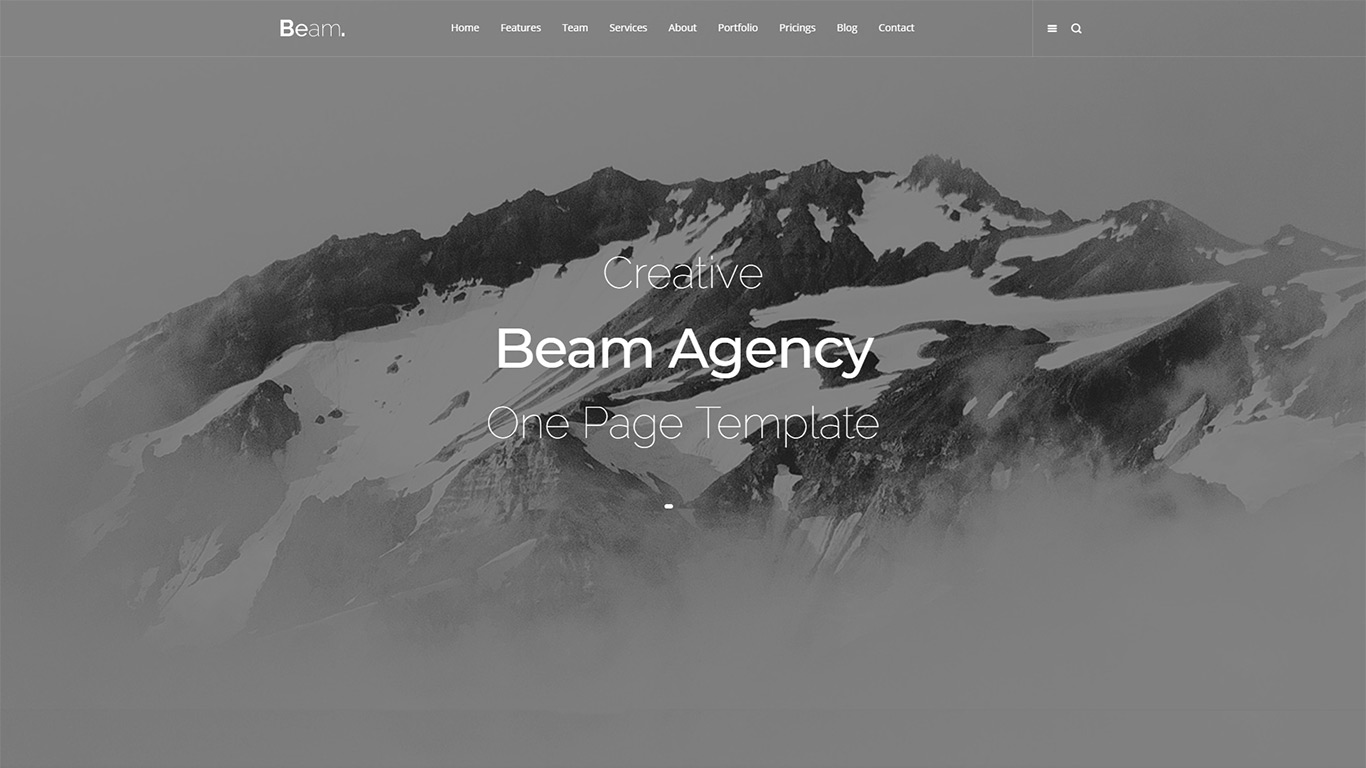 Beam.
Home Features Team Services About Portfolio Pricings Blog Contact
Creative
Beam Agency
One Page Template